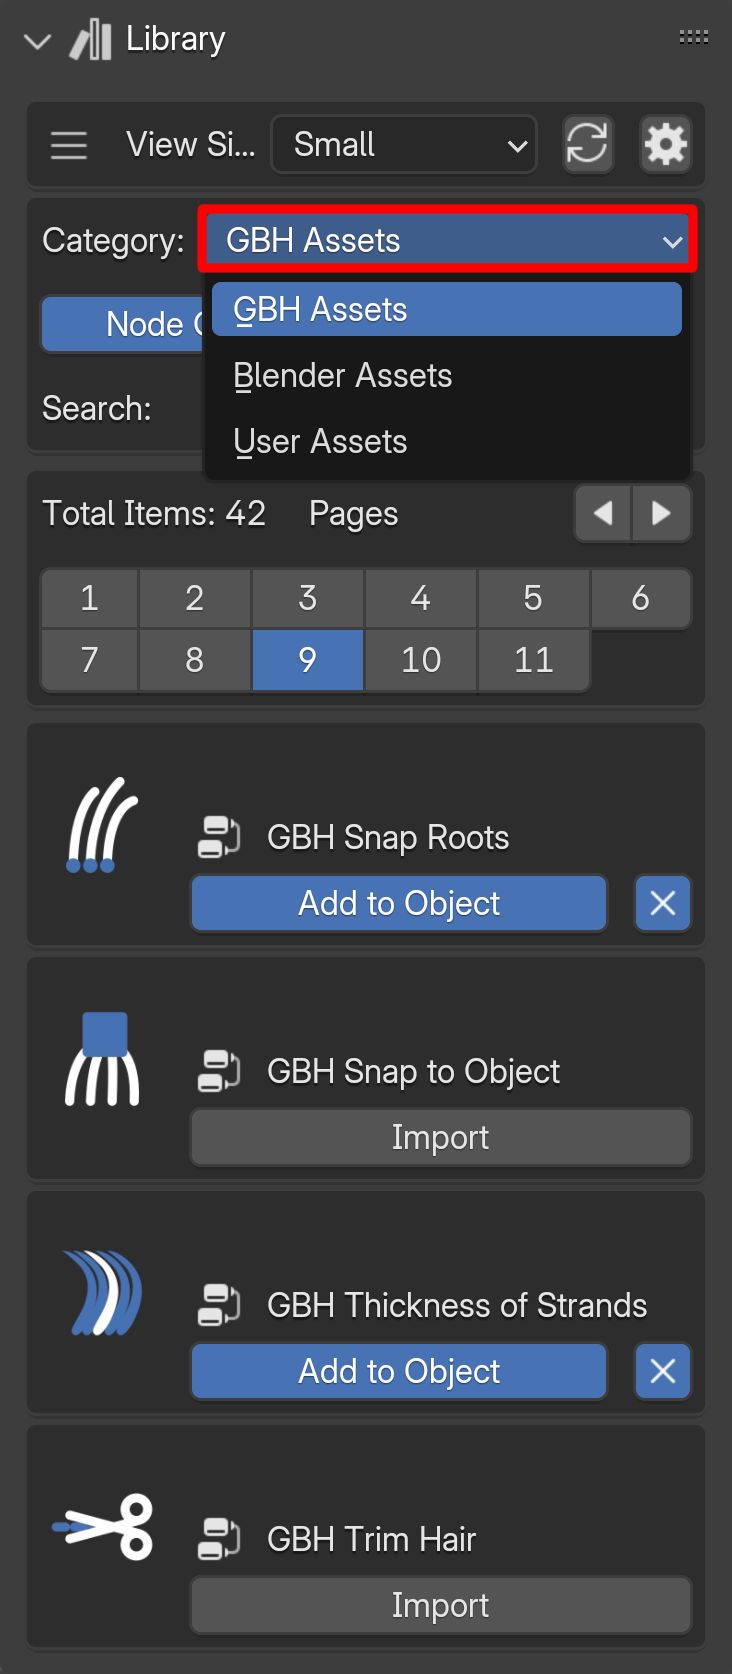 Library
View Si... Small
Category: GBH Assets
GBH Assets
Node
Blender Assets
Search:
User Assets
Total Items: 42 Pages
1 2 3 4 5 6
7 8 9 10 11
GBH Snap Roots
Add to Object
GBH Snap to Object
Import
GBH Thickness of Strands
Add to Object
GBH Trim Hair
Import